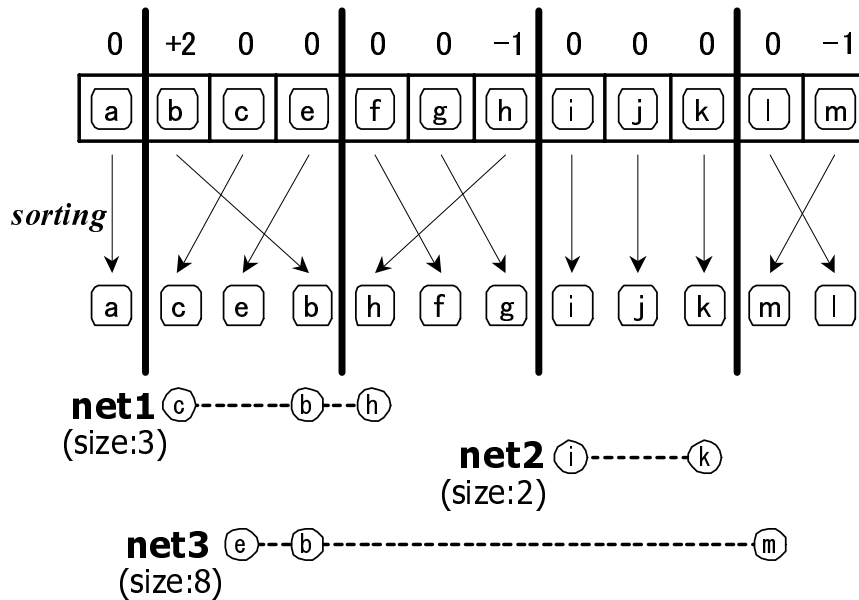 0 +2 0 0 0 0 −1 0 0 0 0 −1
a b c e f g h i j k l m
sorting
a c e b h f g i j k m l
net1 c b h
(size:3)
net2 i k
(size:2)
net3 e b m
(size:8)